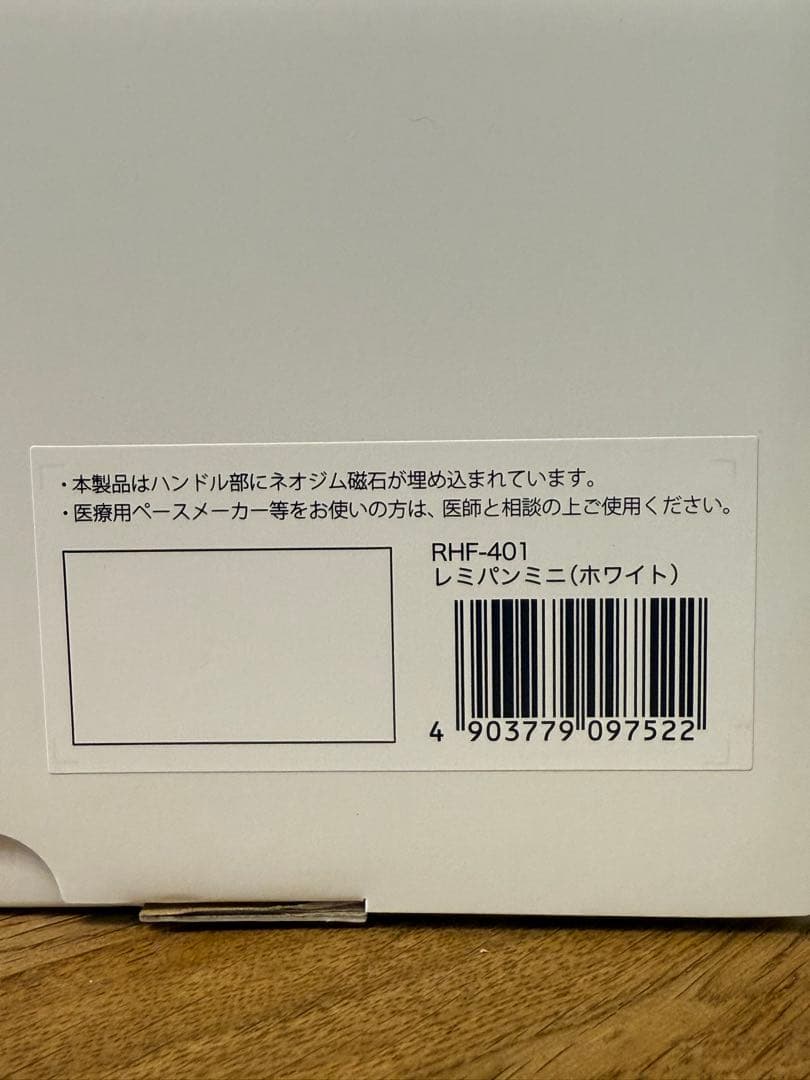 ・本製品はハンドル部にネオジム磁石が埋め込まれています。
・医療用ペースメーカー等をお使いの方は、医師と相談の上ご使用ください。
RHF-401
レミパンミニ(ホワイト)
4 903779 097522